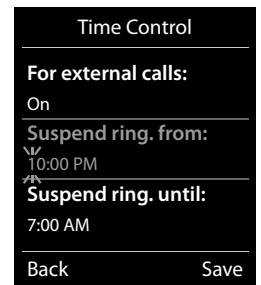 Time Control
For external calls:
On
Suspend ring. from:
10:00 PM
Suspend ring. until:
7:00 AM
Back Save